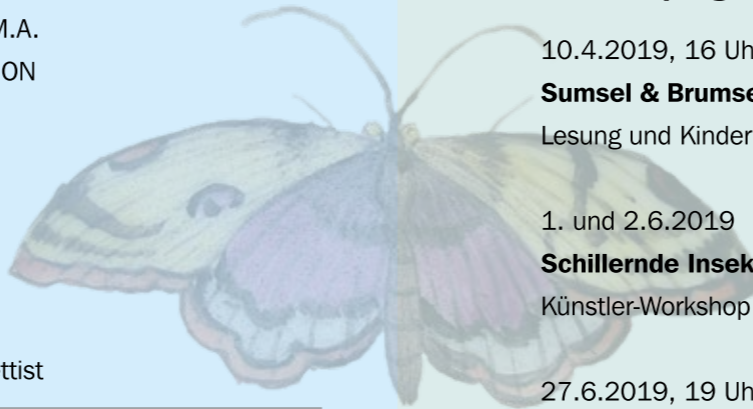 M.A.
ON
ttist
10.4.2019, 16 Uh
Sumsel & Brumse
Lesung und Kinder
1. und 2.6.2019
Schillernde Insek
Künstler-Workshop
27.6.2019, 19 Uh